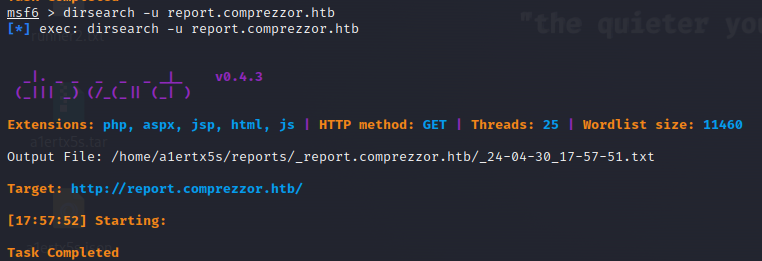 msf6 > dirsearch -u report.comprezzor.htb
[*] exec: dirsearch -u report.comprezzor.htb
"the quieter you
_|. _ _  _  _  _ _|_    v0.4.3
(_||| _) (/_(_|| (_| )
Extensions: php, aspx, jsp, html, js | HTTP method: GET | Threads: 25 | Wordlist size: 11460
Output File: /home/a1ertx5s/reports/_report.comprezzor.htb/_24-04-30_17-57-51.txt
Target: http://report.comprezzor.htb/
[17:57:52] Starting:
Task Completed